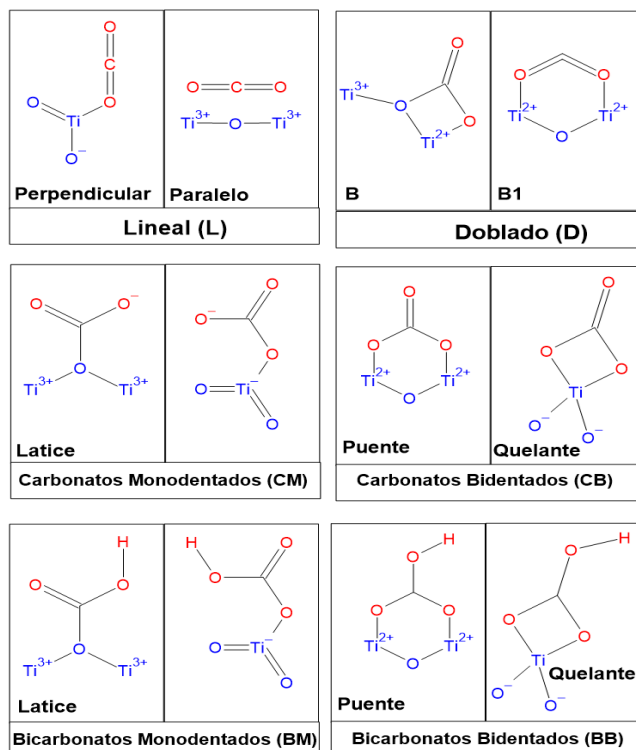 O
C
O
O
Ti
O⁻
Perpendicular
O C O
Ti³⁺ O Ti³⁺
Paralelo
Lineal (L)
O
Ti³⁺
O
O
Ti²⁺
B
O O
Ti²⁺ Ti²⁺
O
B1
Doblado (D)
O O⁻
O
Ti³⁺ Ti³⁺
Latice
O
O⁻
O
O Ti⁻
O
Carbonatos Monodentados (CM)
O
O O
Ti²⁺ Ti²⁺
O
Puente
O
O
O
Ti
O⁻
O⁻
Quelante
Carbonatos Bidentados (CB)
H
O O
O
Ti³⁺ Ti³⁺
Latice
H O
O
O
O Ti⁻
O
Bicarbonatos Monodentados (BM)
O H
O O
Ti²⁺ Ti²⁺
O
Puente
H
O
O
O
Ti
O⁻
O⁻
Quelante
Bicarbonatos Bidentados (BB)